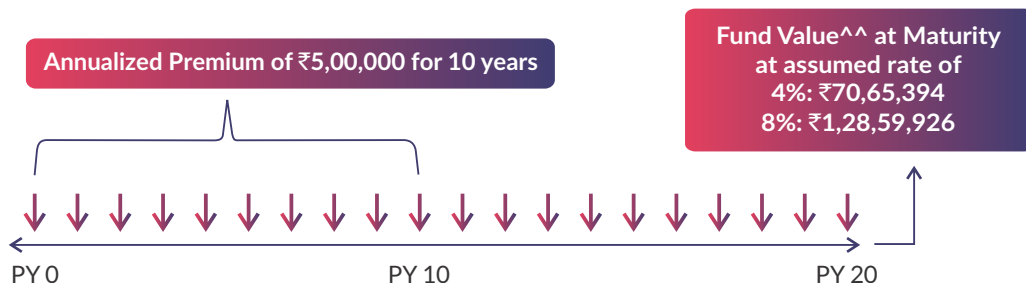 Annualized Premium of ₹5,00,000 for 10 years
Fund Value^^ at Maturity
at assumed rate of
4%: ₹70,65,394
8%: ₹1,28,59,926
PY 0
PY 10
PY 20